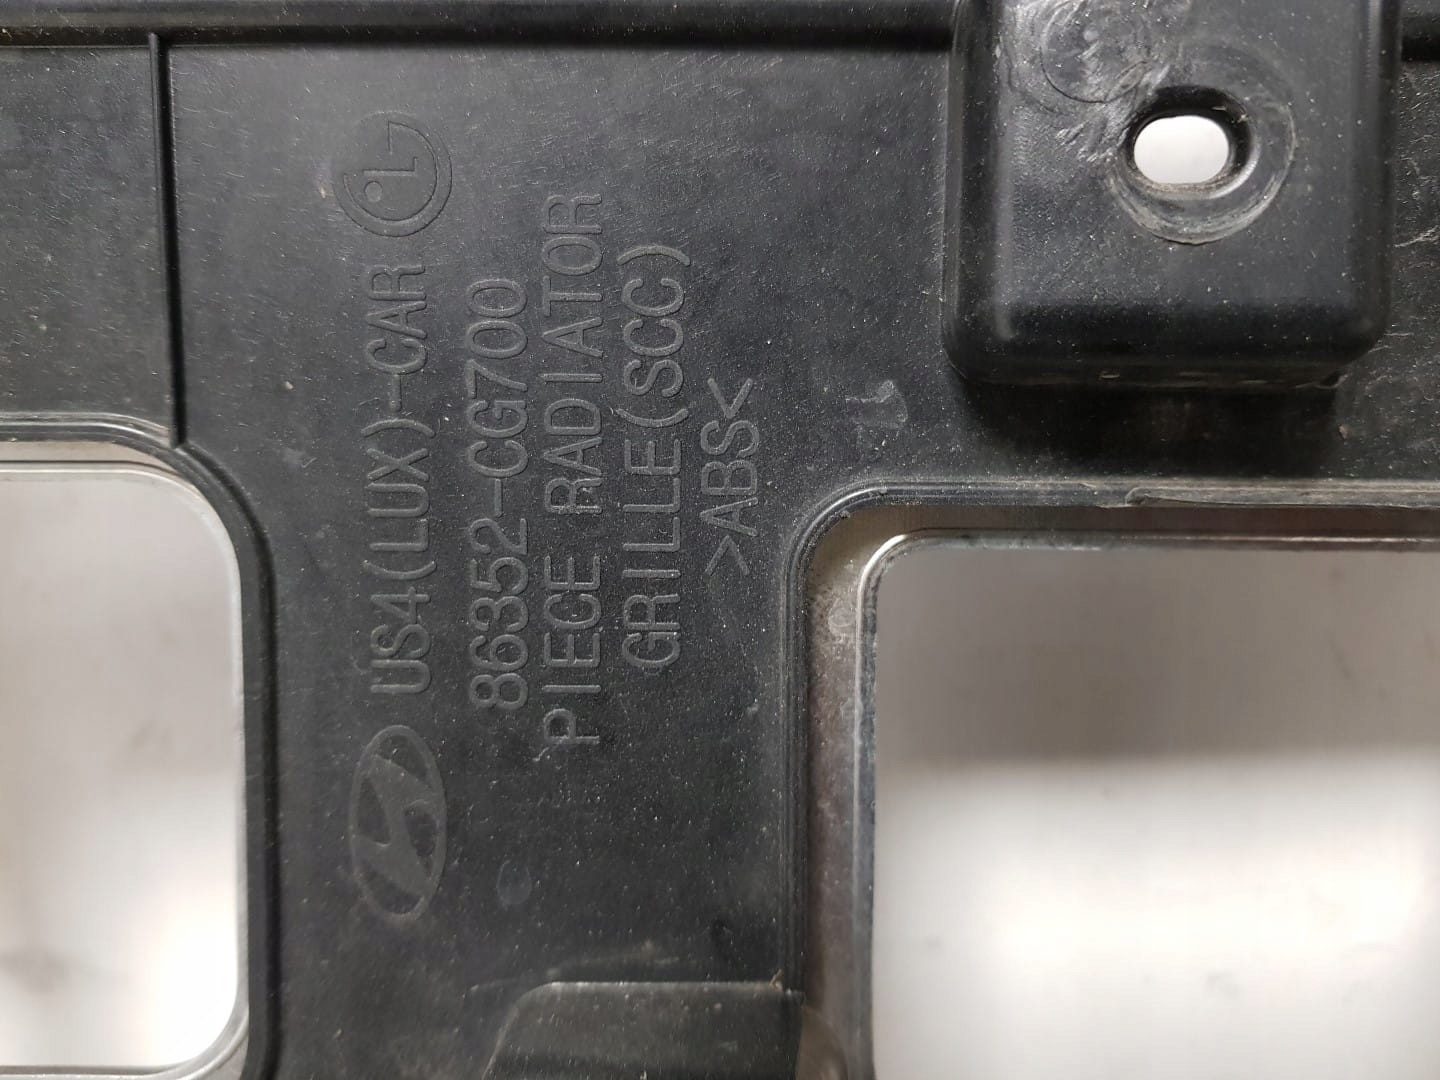 US4(LUX)-CAR
86352-CG700
PIECE RADIATOR
GRILLE(SCC)
>ABS<